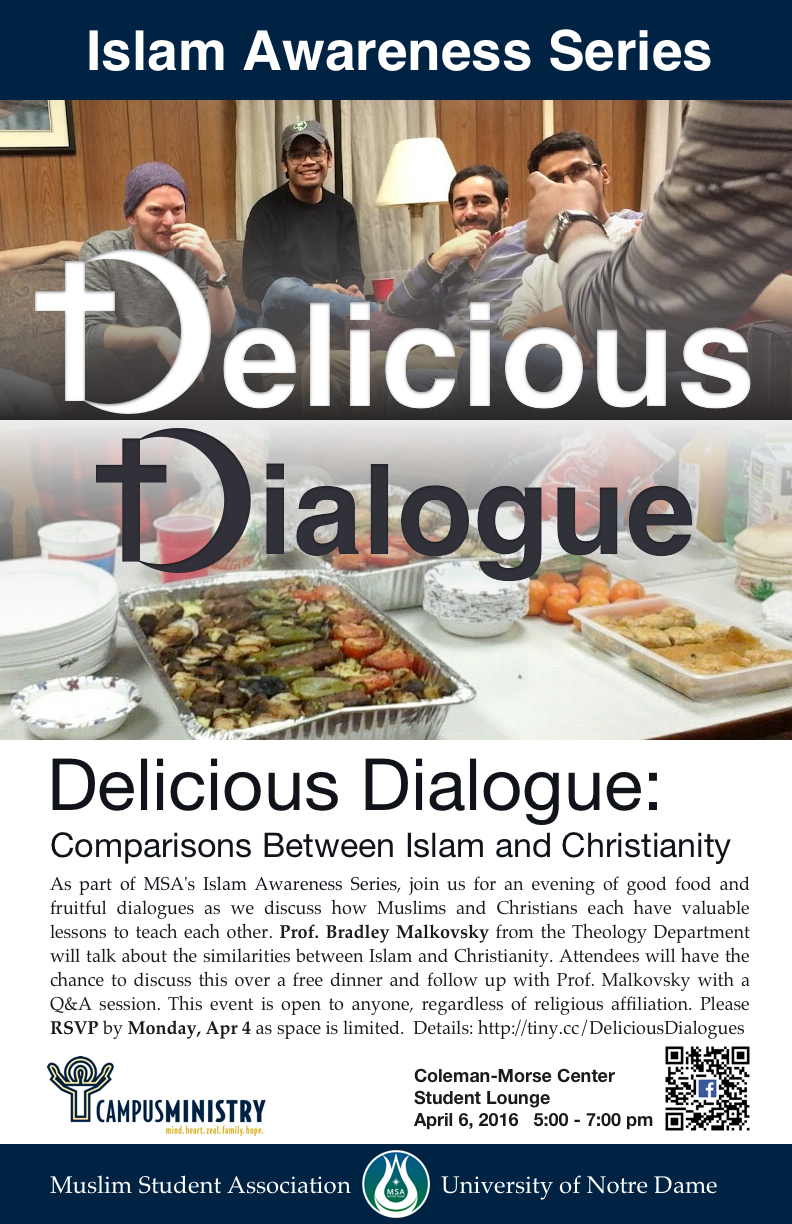 Islam Awareness Series
Delicious
Dialogue
Delicious Dialogue:
Comparisons Between Islam and Christianity
As part of MSA's Islam Awareness Series, join us for an evening of good food and
fruitful dialogues as we discuss how Muslims and Christians each have valuable
lessons to teach each other. Prof. Bradley Malkovsky from the Theology Department
will talk about the similarities between Islam and Christianity. Attendees will have the
chance to discuss this over a free dinner and follow up with Prof. Malkovsky with a
Q&A session. This event is open to anyone, regardless of religious affiliation. Please
RSVP by Monday, Apr 4 as space is limited. Details: http://tiny.cc/DeliciousDialogues
CAMPUSMINISTRY
mind. heart. zeal. family. hope.
Coleman-Morse Center
Student Lounge
April 6, 2016 5:00 - 7:00 pm
Muslim Student Association
MSA
University of Notre Dame